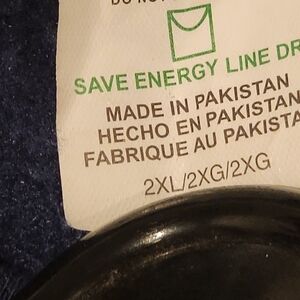 SAVE ENERGY LINE DR
MADE IN PAKISTAN
HECHO EN PAKISTAN
FABRIQUE AU PAKISTA
2XL/2XG/2XG